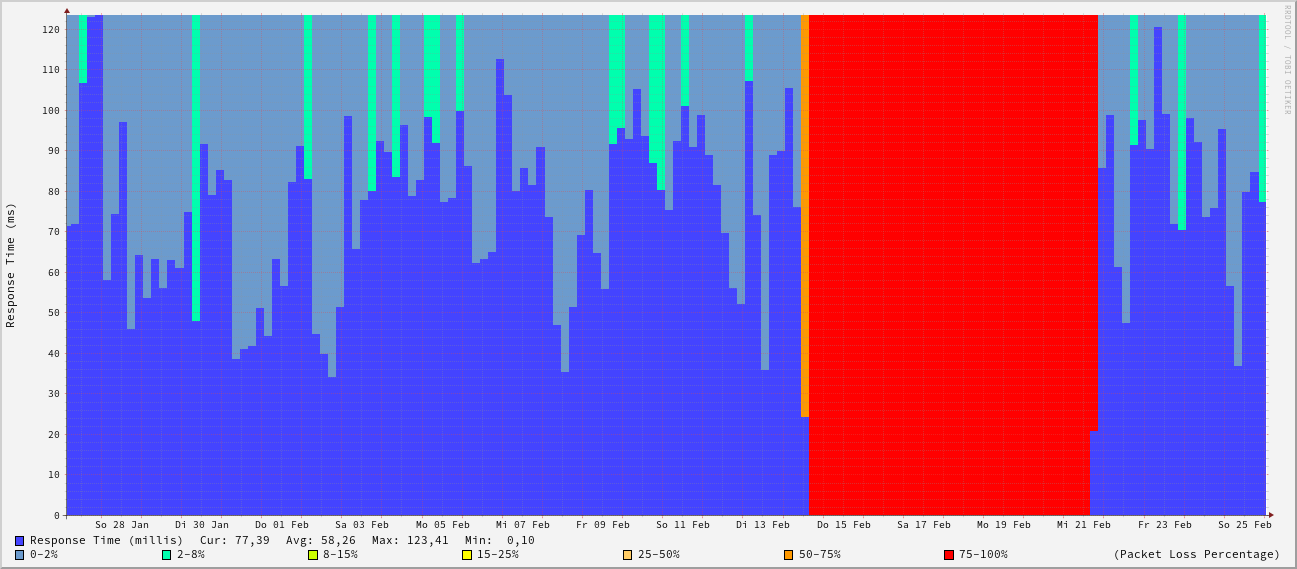 RRDTOOL / TOBI OETIKER
Response Time (ms)
120
110
100
90
80
70
60
50
40
30
20
10
0
So 28 Jan Di 30 Jan Do 01 Feb Sa 03 Feb Mo 05 Feb Mi 07 Feb Fr 09 Feb So 11 Feb Di 13 Feb Do 15 Feb Sa 17 Feb Mo 19 Feb Mi 21 Feb Fr 23 Feb So 25 Feb
Response Time (millis) Cur: 77,39 Avg: 58,26 Max: 123,41 Min: 0,10
0-2% 2-8% 8-15% 15-25% 25-50% 50-75% 75-100% (Packet Loss Percentage)